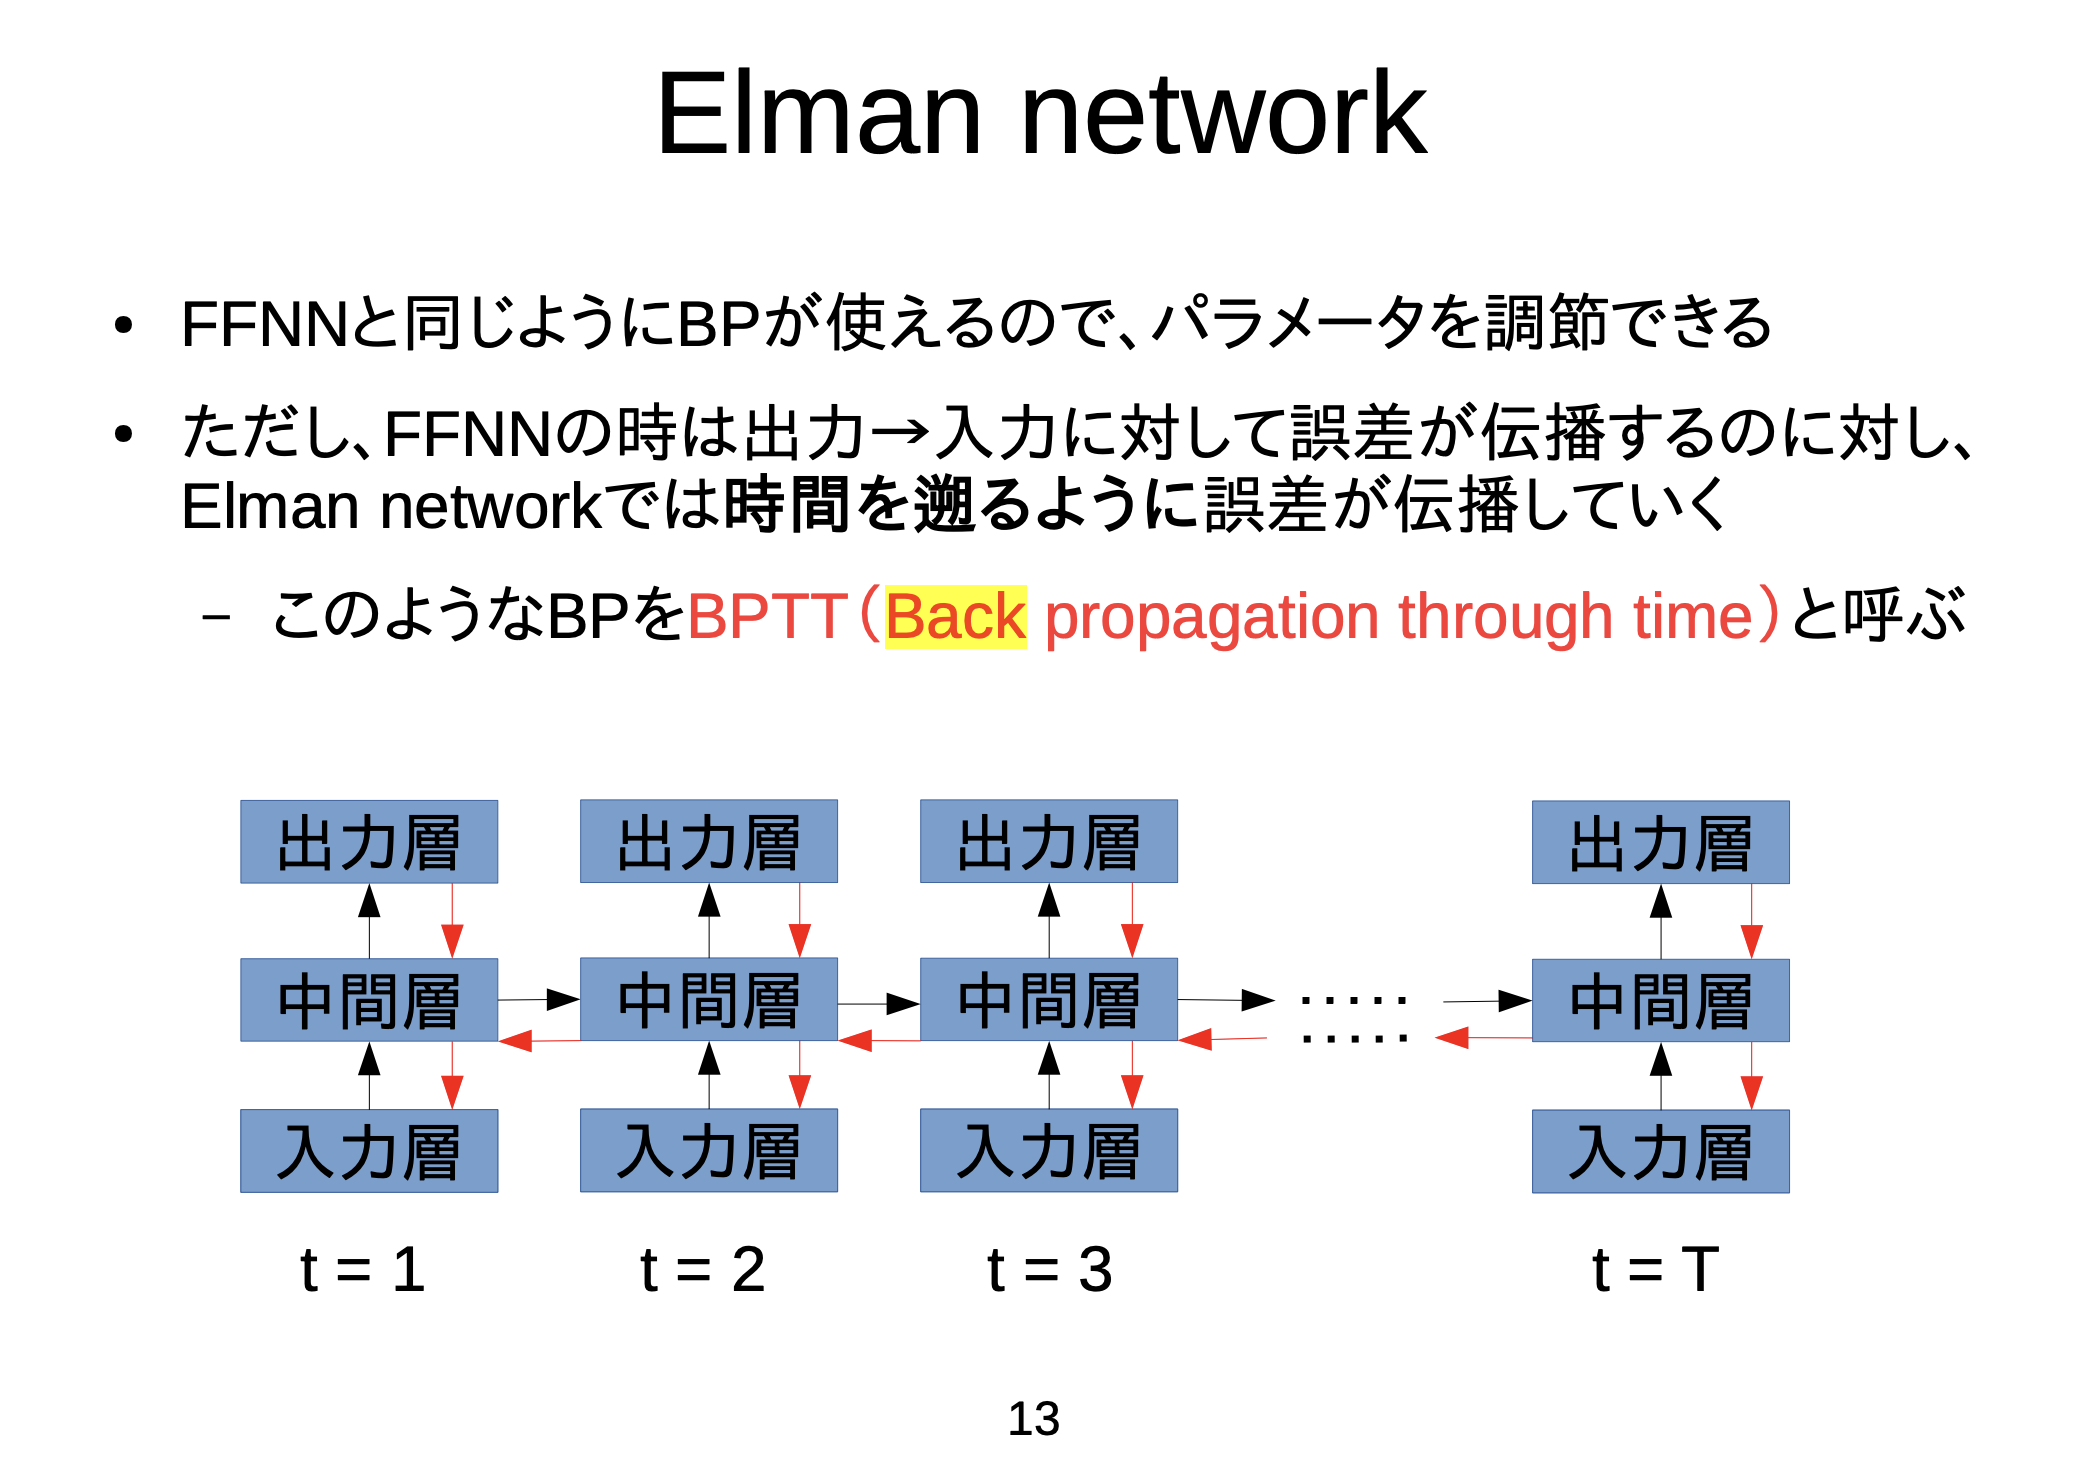 Elman network
• FFNNと同じようにBPが使えるので、パラメータを調節できる
• ただし、FFNNの時は出力→入力に対して誤差が伝播するのに対し、
Elman networkでは時間を遡るように誤差が伝播していく
– このようなBPをBPTT（Back propagation through time）と呼ぶ
出力層 出力層 出力層 出力層
中間層 中間層 中間層 ····· 中間層
·····
入力層 入力層 入力層 入力層
t = 1 t = 2 t = 3 t = T
13